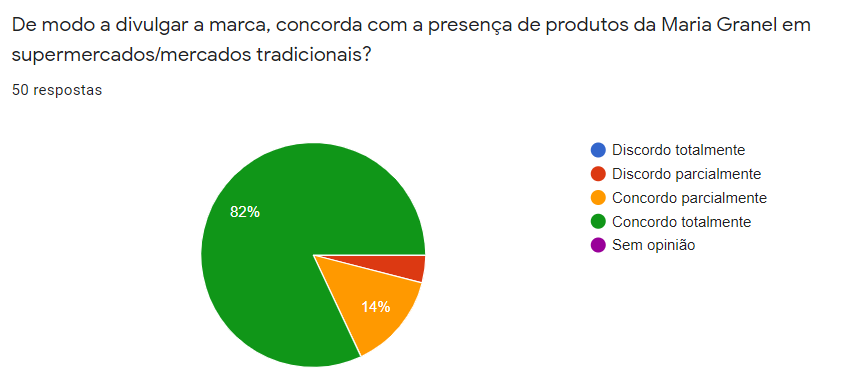 De modo a divulgar a marca, concorda com a presença de produtos da Maria Granel em
supermercados/mercados tradicionais?
50 respostas
82%
14%
Discordo totalmente
Discordo parcialmente
Concordo parcialmente
Concordo totalmente
Sem opinião